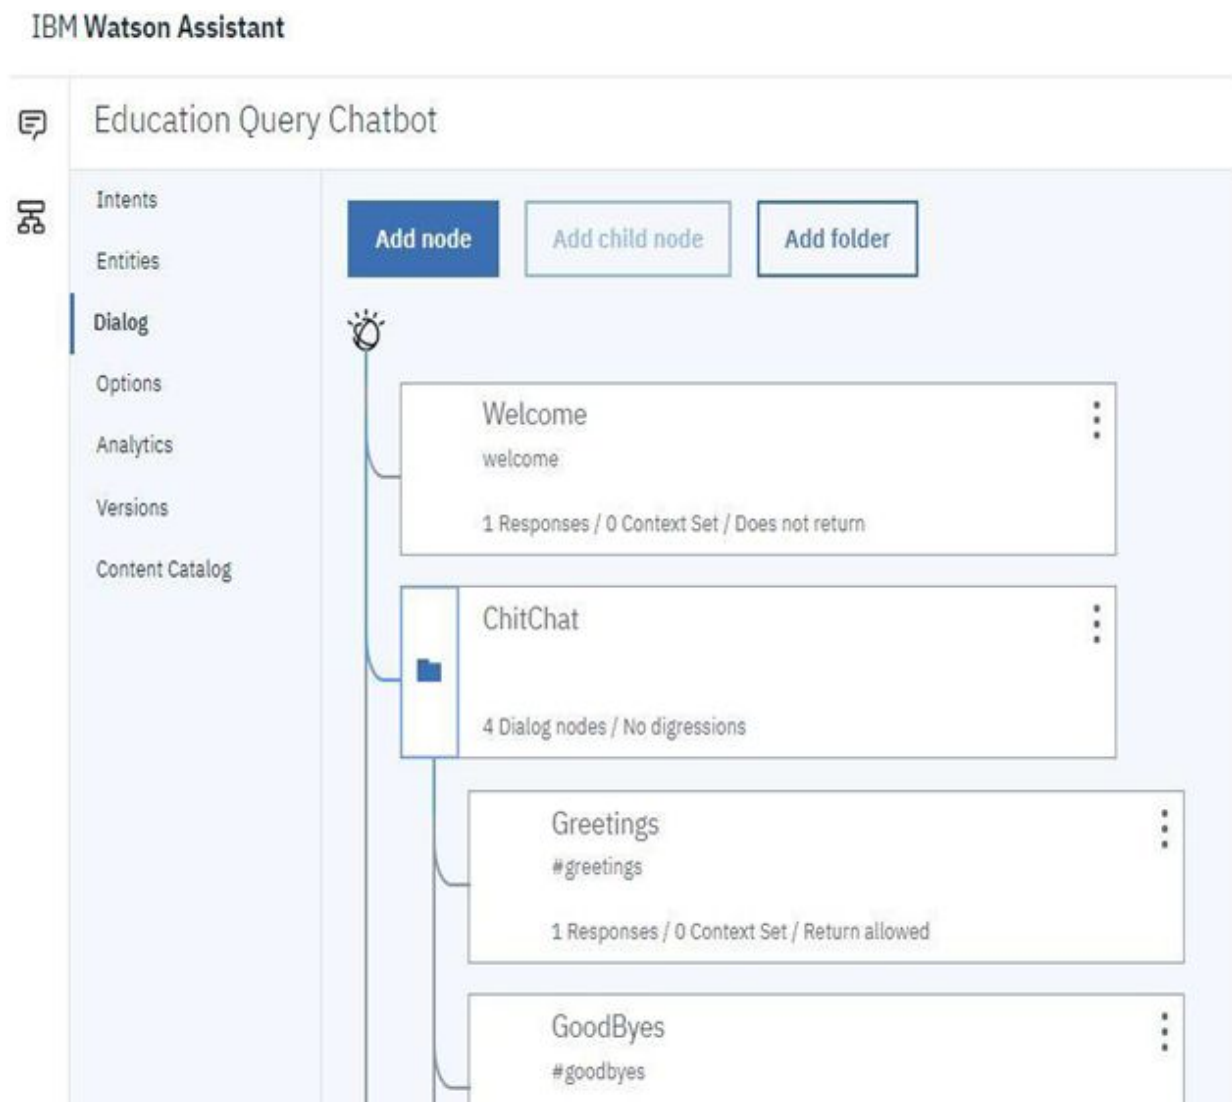 IBM Watson Assistant
Education Query Chatbot
Intents
Entities
Dialog
Options
Analytics
Versions
Content Catalog
Add node
Add child node
Add folder
Welcome
welcome
1 Responses / 0 Context Set / Does not return
ChitChat
4 Dialog nodes / No digressions
Greetings
#greetings
1 Responses / 0 Context Set / Return allowed
GoodByes
#goodbyes